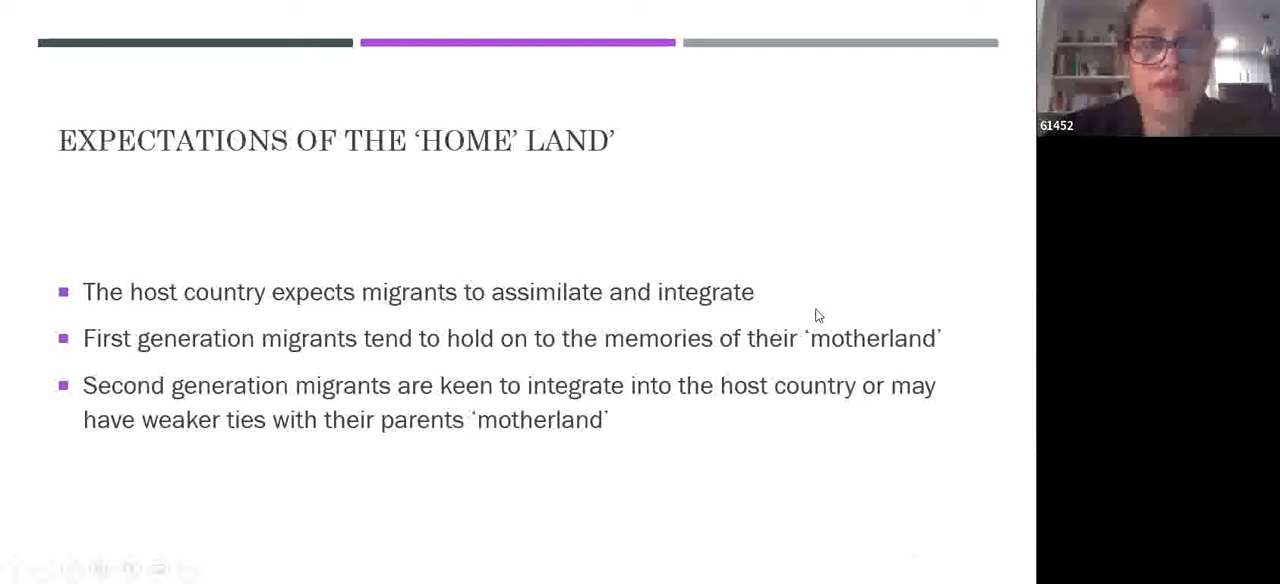 EXPECTATIONS OF THE ‘HOME’ LAND’
61452
The host country expects migrants to assimilate and integrate
First generation migrants tend to hold on to the memories of their ‘motherland’
Second generation migrants are keen to integrate into the host country or may
have weaker ties with their parents ‘motherland’